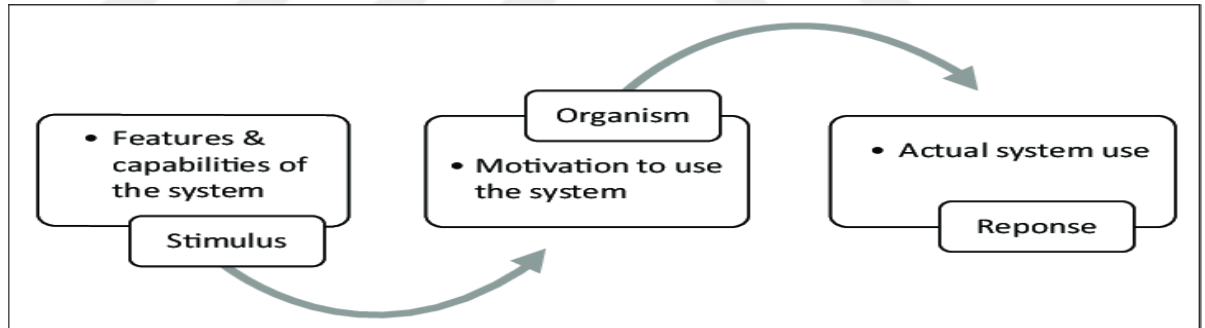 • Features &
capabilities of
the system
Stimulus
Organism
• Motivation to use
the system
• Actual system use
Reponse